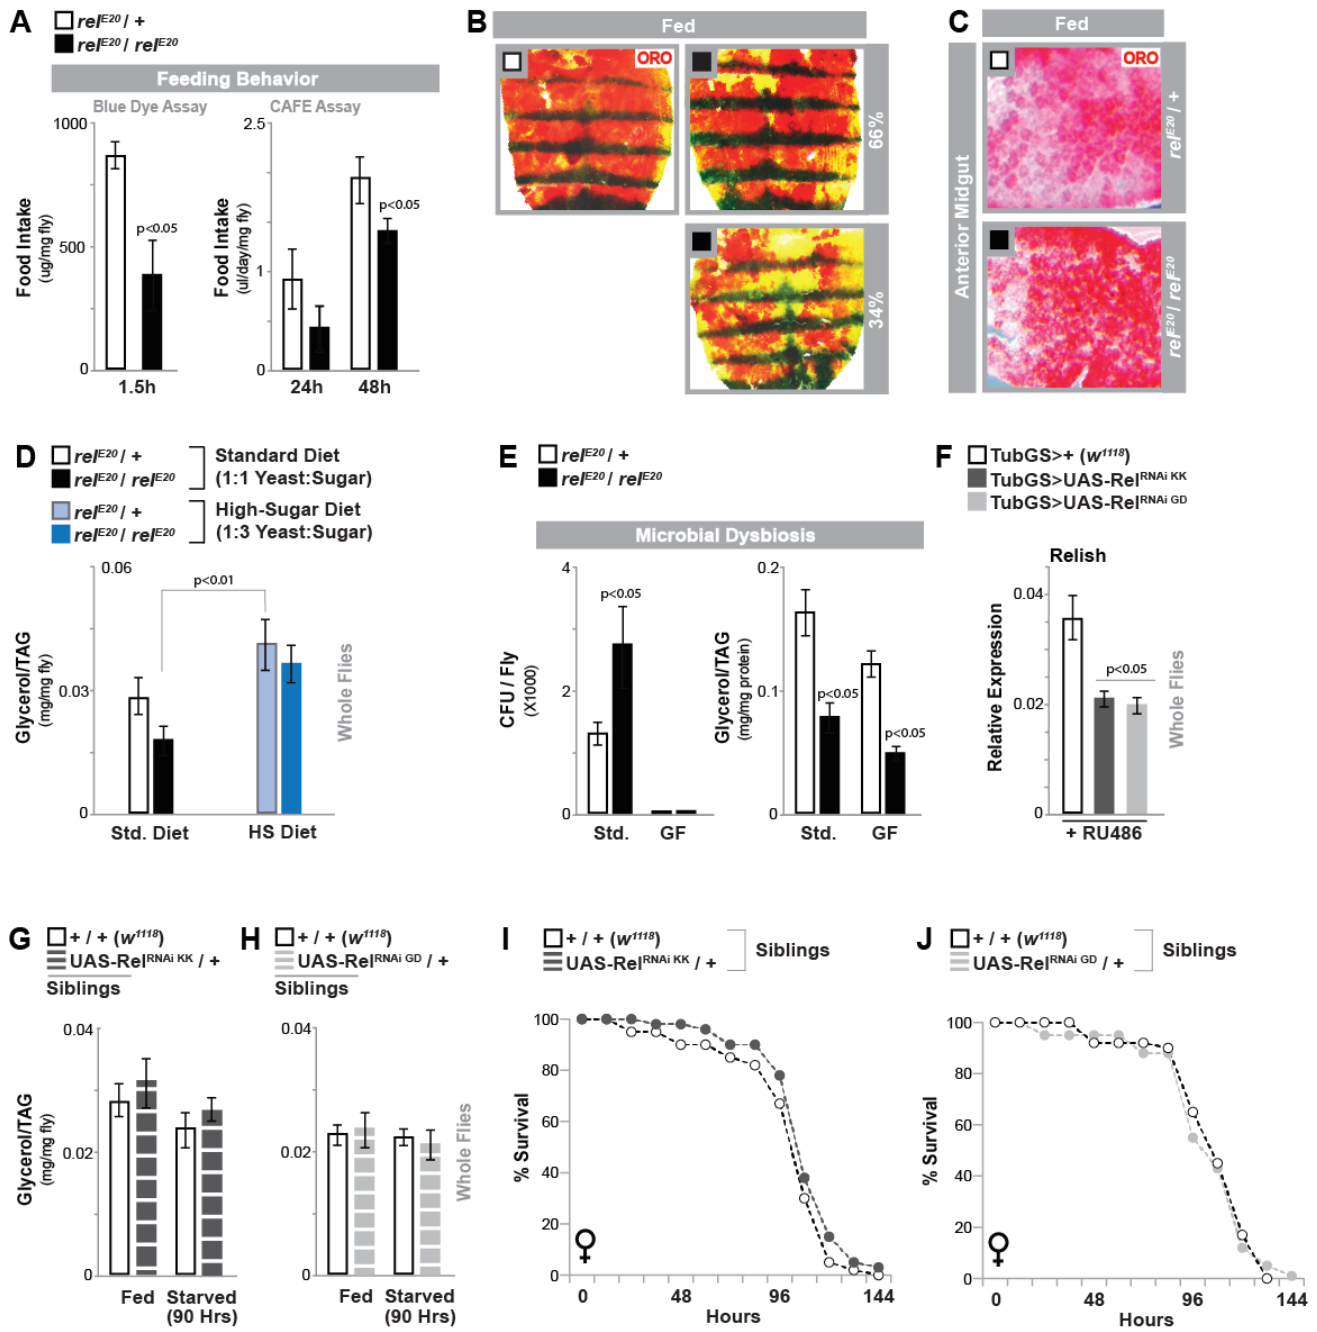 A
relE20 / +
relE20 / relE20
Feeding Behavior
Blue Dye Assay
CAFE Assay
Food Intake
(ug/mg fly)
1000
500
0
p<0.05
1.5h
Food Intake
(ul/day/mg fly)
2.5
1
0
p<0.05
24h
48h
B
Fed
ORO
66%
34%
C
Fed
ORO
Anterior Midgut
relE20 / +
relE20 / relE20
D
relE20 / +
relE20 / relE20
Standard Diet
(1:1 Yeast:Sugar)
relE20 / +
relE20 / relE20
High-Sugar Diet
(1:3 Yeast:Sugar)
Glycerol/TAG
(mg/mg fly)
0.06
0.03
0
p<0.01
Std. Diet
HS Diet
Whole Flies
E
relE20 / +
relE20 / relE20
Microbial Dysbiosis
CFU / Fly
(X1000)
4
2
0
p<0.05
Std.
GF
Glycerol/TAG
(mg/mg protein)
0.2
0.1
0
p<0.05
p<0.05
Std.
GF
F
TubGS>+ (w1118)
TubGS>UAS-RelRNAi KK
TubGS>UAS-RelRNAi GD
Relish
Relative Expression
0.04
0.02
0
p<0.05
+ RU486
Whole Flies
G
+ / + (w1118)
UAS-RelRNAi KK / +
Siblings
Glycerol/TAG
(mg/mg fly)
0.04
0.02
0
Fed
Starved
(90 Hrs)
H
+ / + (w1118)
UAS-RelRNAi GD / +
Siblings
0.04
0.02
0
Fed
Starved
(90 Hrs)
Whole Flies
I
+ / + (w1118)
UAS-RelRNAi KK / +
Siblings
% Survival
100
80
60
40
20
0
♀
0
48
96
144
Hours
J
+ / + (w1118)
UAS-RelRNAi GD / +
Siblings
% Survival
100
80
60
40
20
0
♀
0
48
96
144
Hours